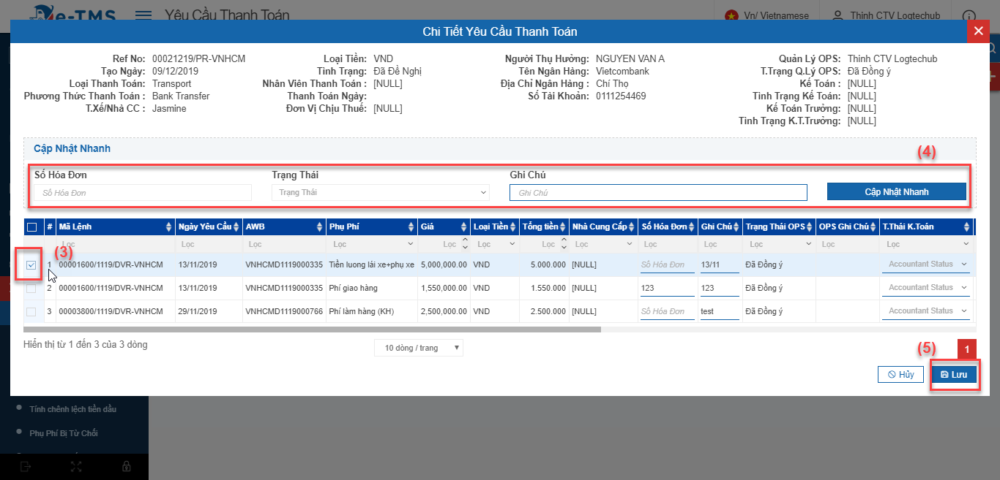 e-TMS
Yêu Cầu Thanh Toán
Vn/ Vietnamese
Thinh CTV Logtechub
Chi Tiết Yêu Cầu Thanh Toán
Ref No: 00021219/PR-VNHCM
Tạo Ngày: 09/12/2019
Loại Thanh Toán: Transport
Phương Thức Thanh Toán : Bank Transfer
T.Xế/Nhà CC : Jasmine
Loại Tiền: VND
Tình Trạng: Đã Đề Nghị
Nhân Viên Thanh Toán : [NULL]
Thanh Toán Ngày:
Đơn Vị Chịu Thuế: [NULL]
Người Thụ Hưởng: NGUYEN VAN A
Tên Ngân Hàng: Vietcombank
Địa Chỉ Ngân Hàng : Chí Thọ
Số Tài Khoản: 0111254469
Quản Lý OPS: Thinh CTV Logtechub
T.Trạng Q.Lý OPS: Đã Đồng ý
Kế Toán : [NULL]
Tình Trạng Kế Toán: [NULL]
Kế Toán Trưởng: [NULL]
Tình Trạng K.T.Trưởng: [NULL]
Cập Nhật Nhanh
(4)
Số Hóa Đơn Trạng Thái Ghi Chú
Số Hóa Đơn Trạng Thái Ghi Chú Cập Nhật Nhanh
# Mã Lệnh Ngày Yêu Cầu AWB Phụ Phí Giá Loại Tiền Tổng tiền Nhà Cung Cấp Số Hóa Đơn Ghi Chú Trạng Thái OPS OPS Ghi Chú T.Thái K.Toán
Lọc Lọc Lọc Lọc Lọc Lọc Lọc Lọc Lọc Lọc Lọc Lọc Lọc
(3)
1 00001600/1119/DVR-VNHCM 13/11/2019 VNHCMD1119000335 Tiền luong lái xe+phụ xe 5,000,000.00 VND 5.000.000 [NULL] Số Hóa Đơn 13/11 Đã Đồng ý Accountant Status
2 00001600/1119/DVR-VNHCM 13/11/2019 VNHCMD1119000335 Phí giao hàng 1,550,000.00 VND 1.550.000 [NULL] 123 123 Đã Đồng ý Accountant Status
3 00003800/1119/DVR-VNHCM 29/11/2019 VNHCMD1119000766 Phí làm hàng (KH) 2,500,000.00 VND 2.500.000 [NULL] Số Hóa Đơn test Đã Đồng ý Accountant Status
Hiển thị từ 1 đến 3 của 3 dòng
10 dòng / trang
1
(5)
Hủy
Lưu
Tính chênh lệch tiền dầu
Phụ Phí Bị Từ Chối